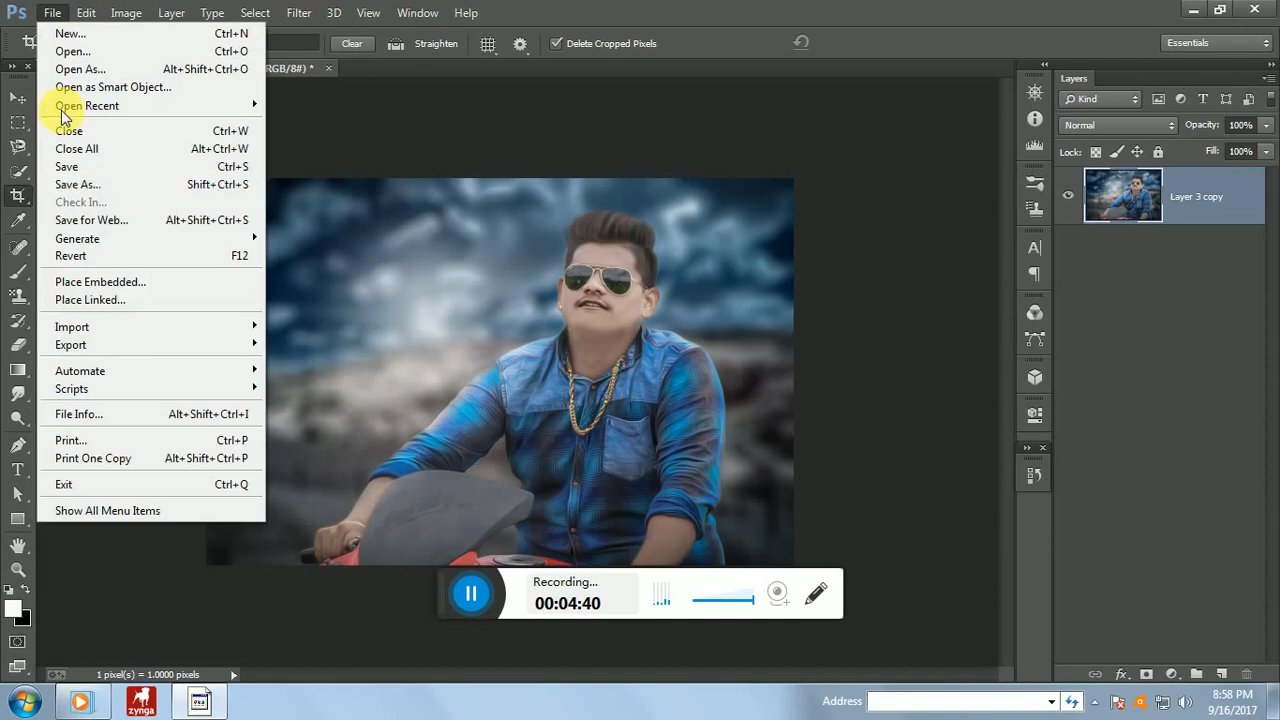 Ps File Edit Image Layer Type Select Filter 3D View Window Help
Clear Straighten Delete Cropped Pixels Essentials
RGB/8#) * ×
New... Ctrl+N
Open... Ctrl+O
Open As... Alt+Shift+Ctrl+O
Open as Smart Object...
Open Recent
Close Ctrl+W
Close All Alt+Ctrl+W
Save Ctrl+S
Save As... Shift+Ctrl+S
Check In...
Save for Web... Alt+Shift+Ctrl+S
Generate
Revert F12
Place Embedded...
Place Linked...
Import
Export
Automate
Scripts
File Info... Alt+Shift+Ctrl+I
Print... Ctrl+P
Print One Copy Alt+Shift+Ctrl+P
Exit Ctrl+Q
Show All Menu Items
Layers
Kind
Normal Opacity: 100%
Lock: Fill: 100%
Layer 3 copy
Recording...
00:04:40
1 pixel(s) = 1.0000 pixels
zynga
Address
8:58 PM
9/16/2017